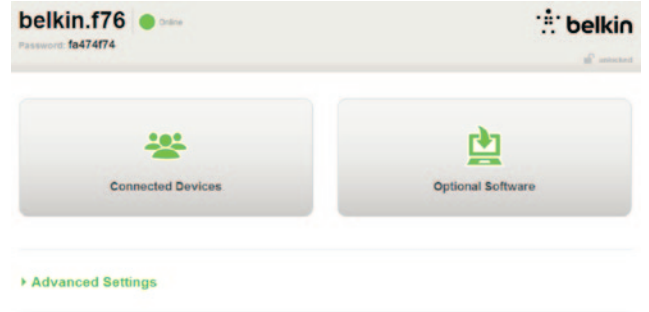 belkin.f76 Online
belkin
Password: fa474f74
unlocked
Connected Devices
Optional Software
Advanced Settings